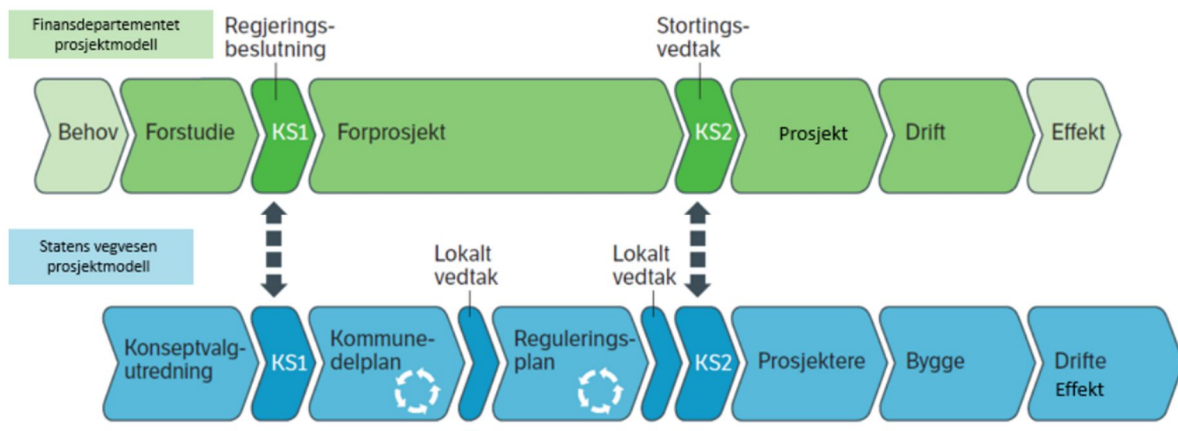 Finansdepartementet
prosjektmodell
Regjerings-
beslutning
Stortings-
vedtak
Behov
Forstudie
KS1
Forprosjekt
KS2
Prosjekt
Drift
Effekt
Statens vegvesen
prosjektmodell
Lokalt
vedtak
Lokalt
vedtak
Konseptvalg-
utredning
KS1
Kommune-
delplan
Regulerings-
plan
KS2
Prosjektere
Bygge
Drifte
Effekt